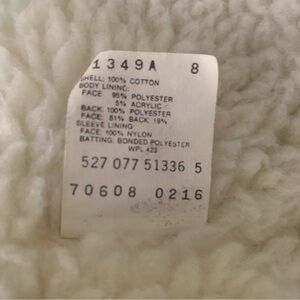 1349A 8
SHELL: 100% COTTON
BODY LINING:
FACE 95% POLYESTER
5% ACRYLIC
BACK: 100% POLYESTER
FACE: 81% BACK: 19%
SLEEVE LINING
FACE: 100% NYLON
BATTING: BONDED POLYESTER
WPL 423
527 077 51336 5
70608 0216